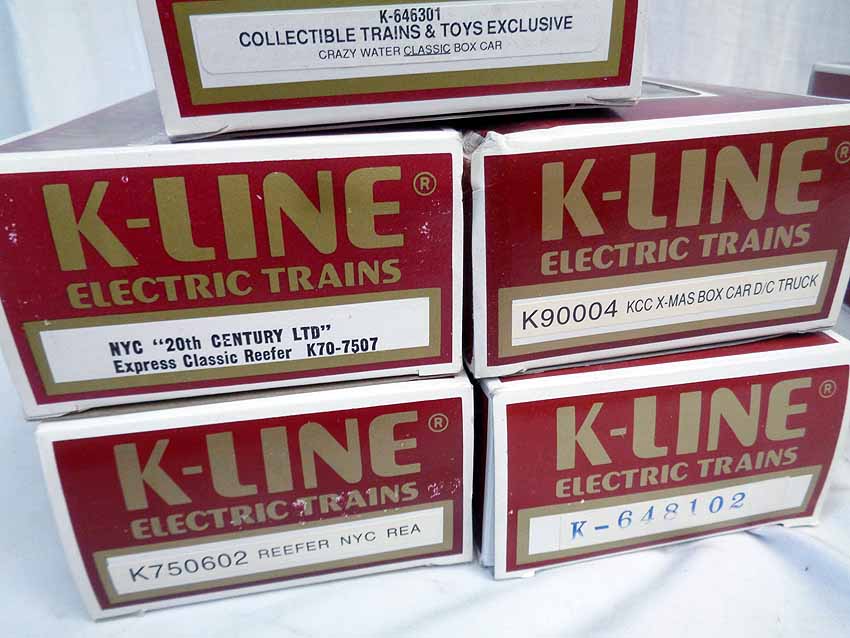 K-646301
COLLECTIBLE TRAINS & TOYS EXCLUSIVE
CRAZY WATER CLASSIC BOX CAR
K-LINE®
ELECTRIC TRAINS
NYC "20th CENTURY LTD"
Express Classic Reefer K70-7507
K-LINE®
ELECTRIC TRAINS
K90004 KCC X-MAS BOX CAR D/C TRUCK
K-LINE®
ELECTRIC TRAINS
K750602 REEFER NYC REA
K-LINE®
ELECTRIC TRAINS
K-648102